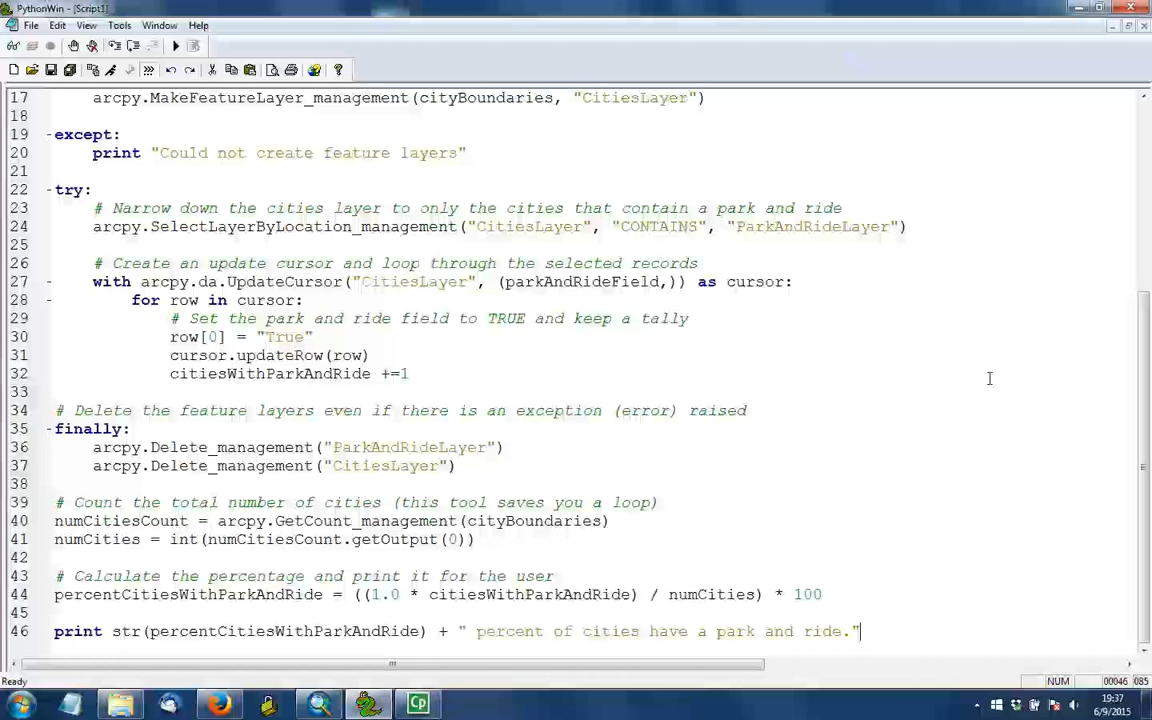 PythonWin - [Script1]
File Edit View Tools Window Help
17 arcpy.MakeFeatureLayer_management(cityBoundaries, "CitiesLayer")
18
19 except:
20 print "Could not create feature layers"
21
22 try:
23 # Narrow down the cities layer to only the cities that contain a park and ride
24 arcpy.SelectLayerByLocation_management("CitiesLayer", "CONTAINS", "ParkAndRideLayer")
25
26 # Create an update cursor and loop through the selected records
27 with arcpy.da.UpdateCursor("CitiesLayer", (parkAndRideField,)) as cursor:
28 for row in cursor:
29 # Set the park and ride field to TRUE and keep a tally
30 row[0] = "True"
31 cursor.updateRow(row)
32 citiesWithParkAndRide +=1
33
34 # Delete the feature layers even if there is an exception (error) raised
35 finally:
36 arcpy.Delete_management("ParkAndRideLayer")
37 arcpy.Delete_management("CitiesLayer")
38
39 # Count the total number of cities (this tool saves you a loop)
40 numCitiesCount = arcpy.GetCount_management(cityBoundaries)
41 numCities = int(numCitiesCount.getOutput(0))
42
43 # Calculate the percentage and print it for the user
44 percentCitiesWithParkAndRide = ((1.0 * citiesWithParkAndRide) / numCities) * 100
45
46 print str(percentCitiesWithParkAndRide) + " percent of cities have a park and ride."
NUM 00046 085
Cp
19:37
6/9/2015